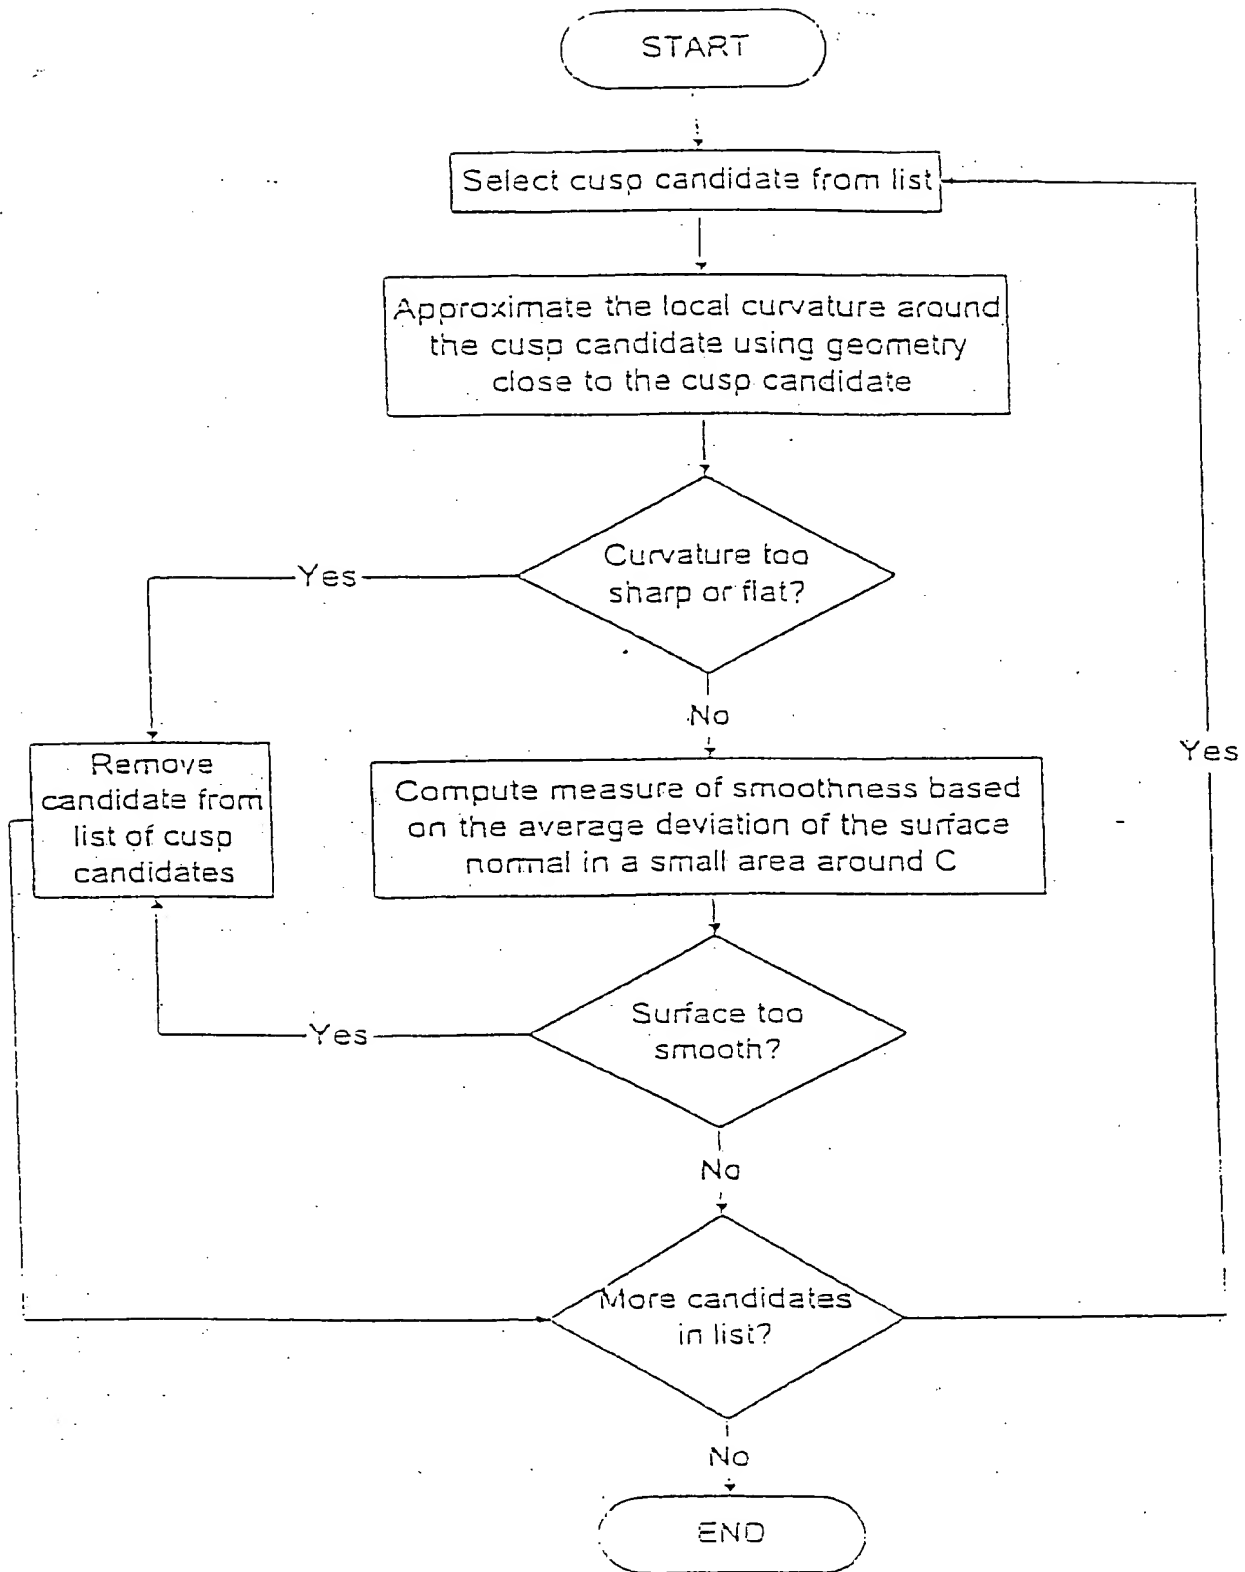 START
Select cusp candidate from list
Approximate the local curvature around
the cusp candidate using geometry
close to the cusp candidate
Curvature too
sharp or flat?
Yes
No
Remove
candidate from
list of cusp
candidates
Compute measure of smoothness based
on the average deviation of the surface
normal in a small area around C
Yes
Surface too
smooth?
Yes
No
More candidates
in list?
No
END